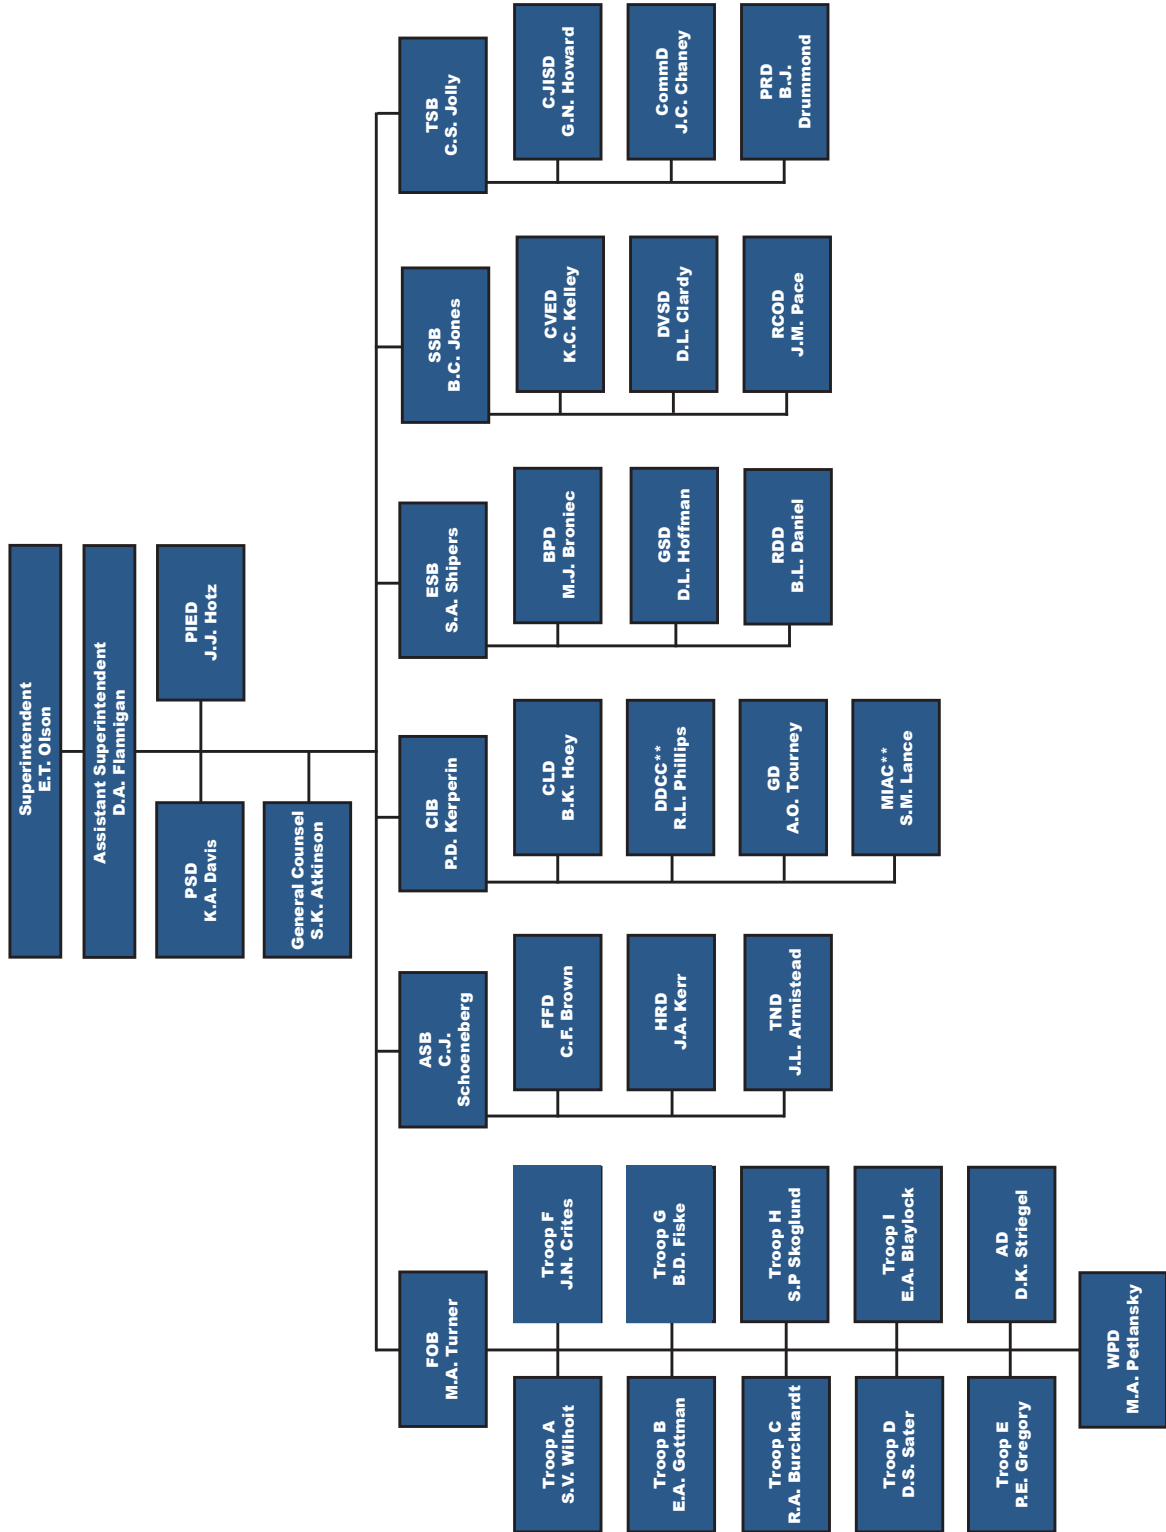 Superintendent
E.T. Olson
Assistant Superintendent
D.A. Flannigan
PSD
K.A. Davis
PIED
J.J. Hotz
General Counsel
S.K. Atkinson
FOB
M.A. Turner
Troop A
S.V. Wilhoit
Troop F
J.N. Crites
Troop B
E.A. Gottman
Troop G
B.D. Fiske
Troop C
R.A. Burckhardt
Troop H
S.P Skoglund
Troop D
D.S. Sater
Troop I
E.A. Blaylock
Troop E
P.E. Gregory
AD
D.K. Striegel
WPD
M.A. Petlansky
ASB
C.J.
Schoeneberg
FFD
C.F. Brown
HRD
J.A. Kerr
TND
J.L. Armistead
CIB
P.D. Kerperin
CLD
B.K. Hoey
DDCC**
R.L. Phillips
GD
A.O. Tourney
MIAC**
S.M. Lance
ESB
S.A. Shipers
BPD
M.J. Broniec
GSD
D.L. Hoffman
RDD
B.L. Daniel
SSB
B.C. Jones
CVED
K.C. Kelley
DVSD
D.L. Clardy
RCOD
J.M. Pace
TSB
C.S. Jolly
CJISD
G.N. Howard
CommD
J.C. Chaney
PRD
B.J.
Drummond